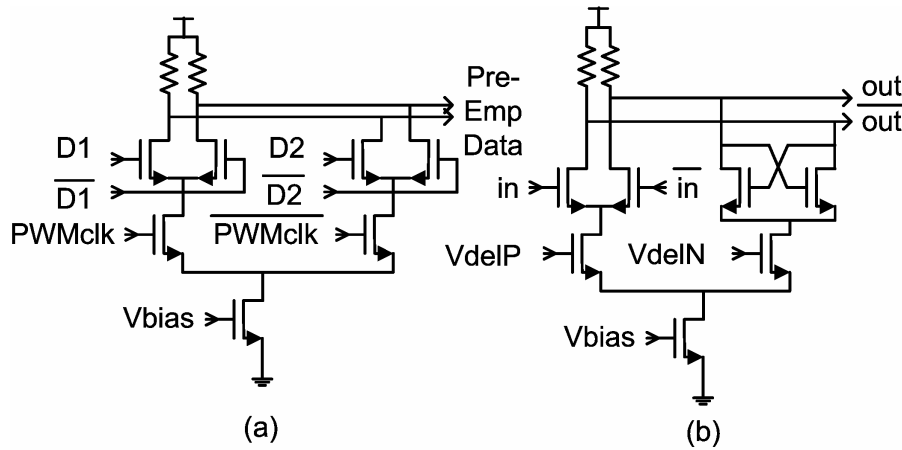 Pre-
Emp
Data
D1
D1
D2
D2
PWMclk
PWMclk
Vbias
(a)
out
out
in
in
VdelP
VdelN
Vbias
(b)